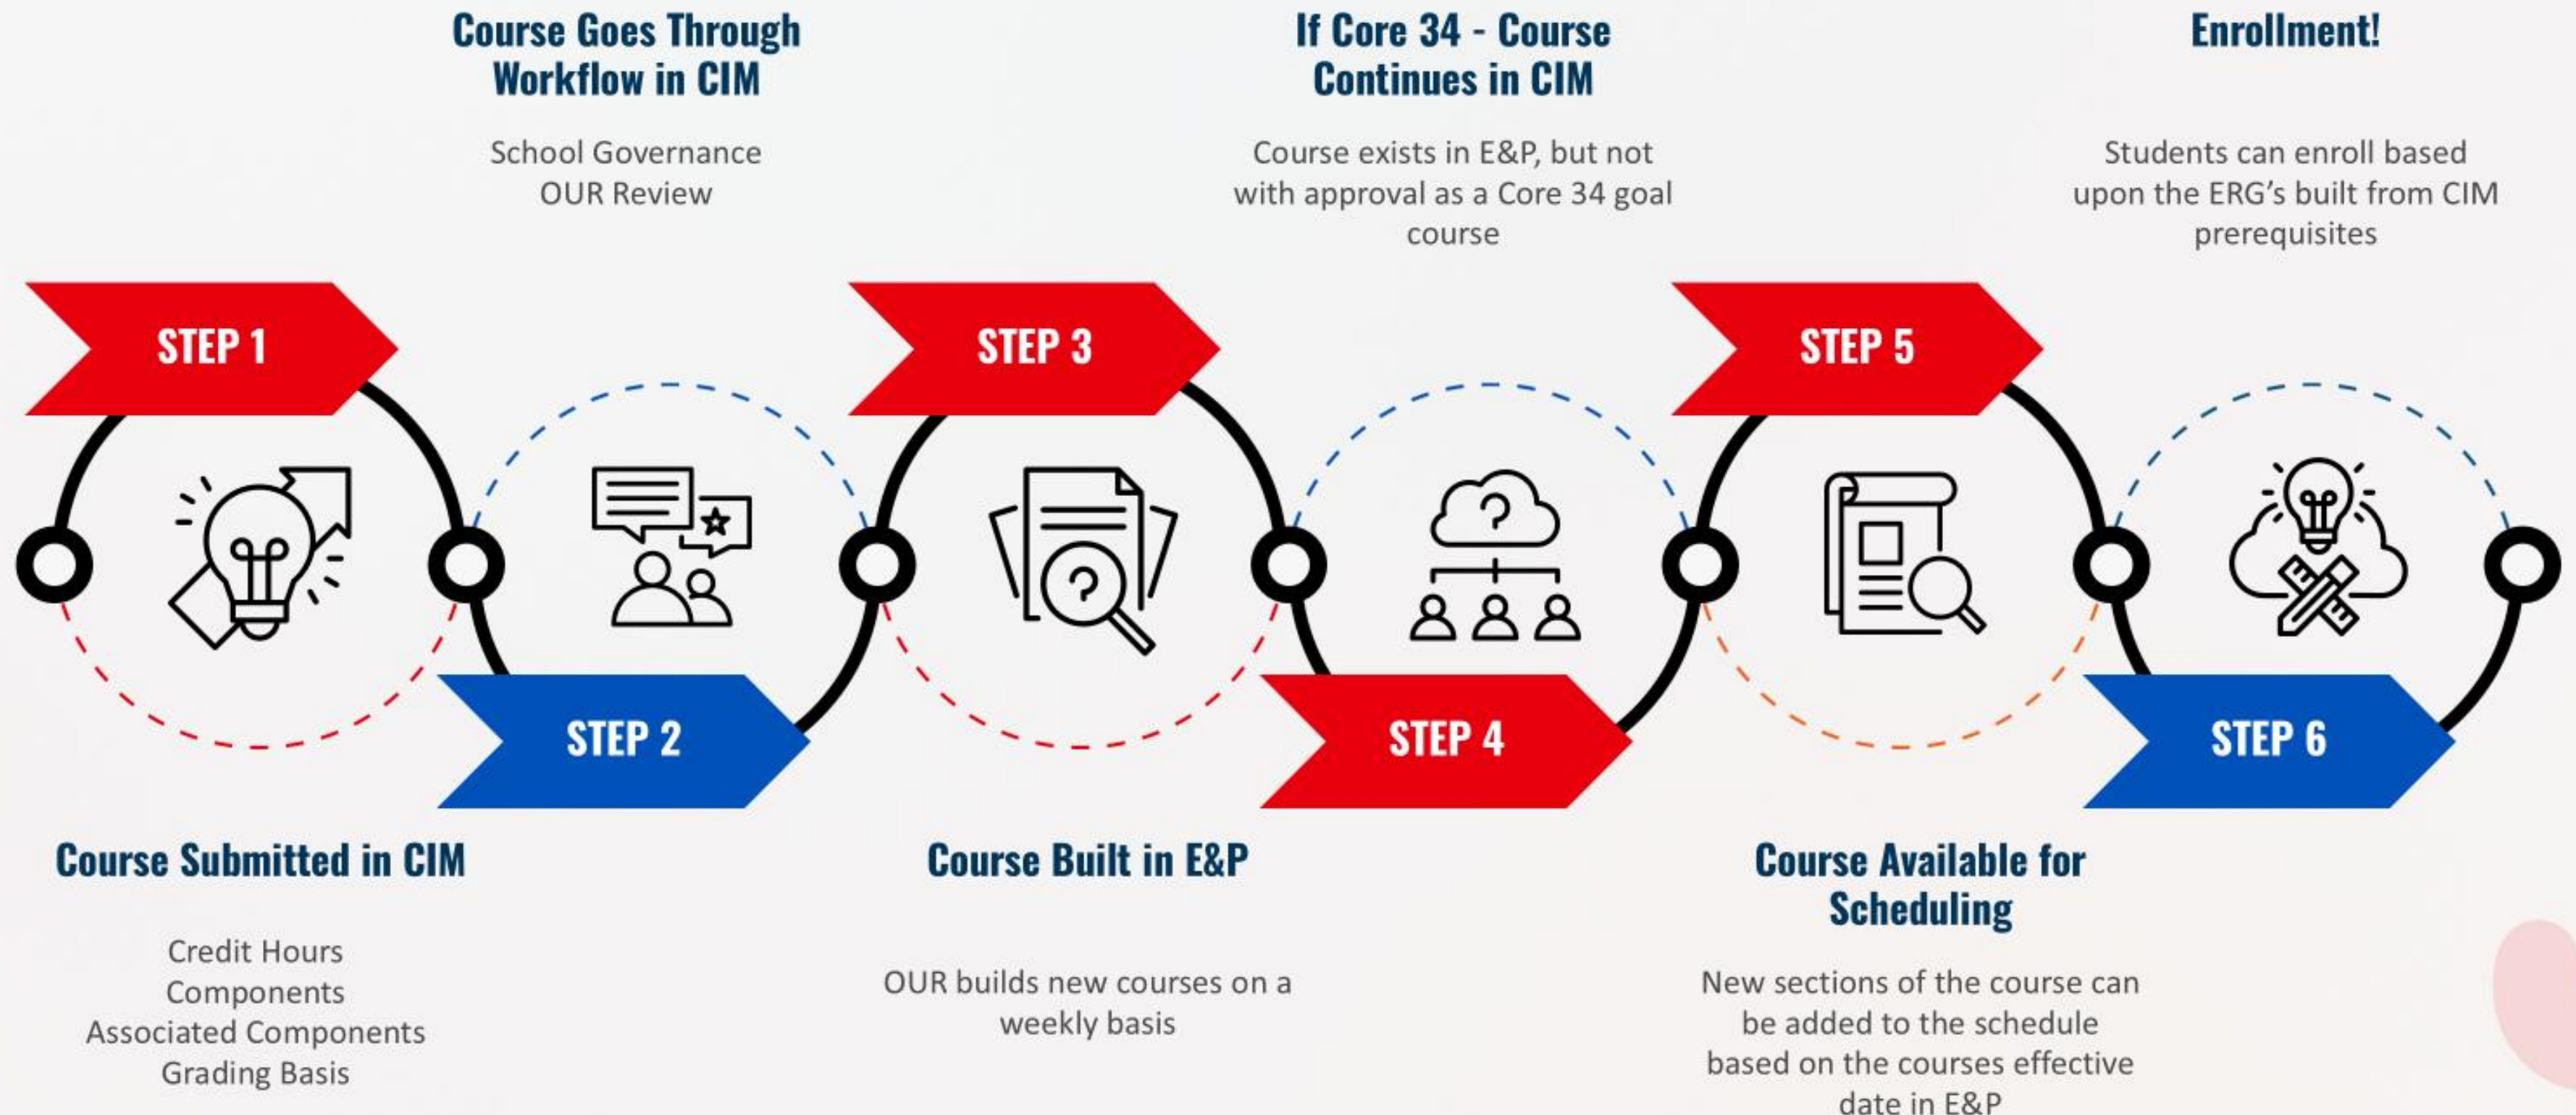 STEP 1
Course Submitted in CIM
Credit Hours
Components
Associated Components
Grading Basis
Course Goes Through
Workflow in CIM
School Governance
OUR Review
STEP 2
STEP 3
Course Built in E&P
OUR builds new courses on a
weekly basis
If Core 34 - Course
Continues in CIM
Course exists in E&P, but not
with approval as a Core 34 goal
course
STEP 4
STEP 5
Course Available for
Scheduling
New sections of the course can
be added to the schedule
based on the courses effective
date in E&P
Enrollment!
Students can enroll based
upon the ERG’s built from CIM
prerequisites
STEP 6